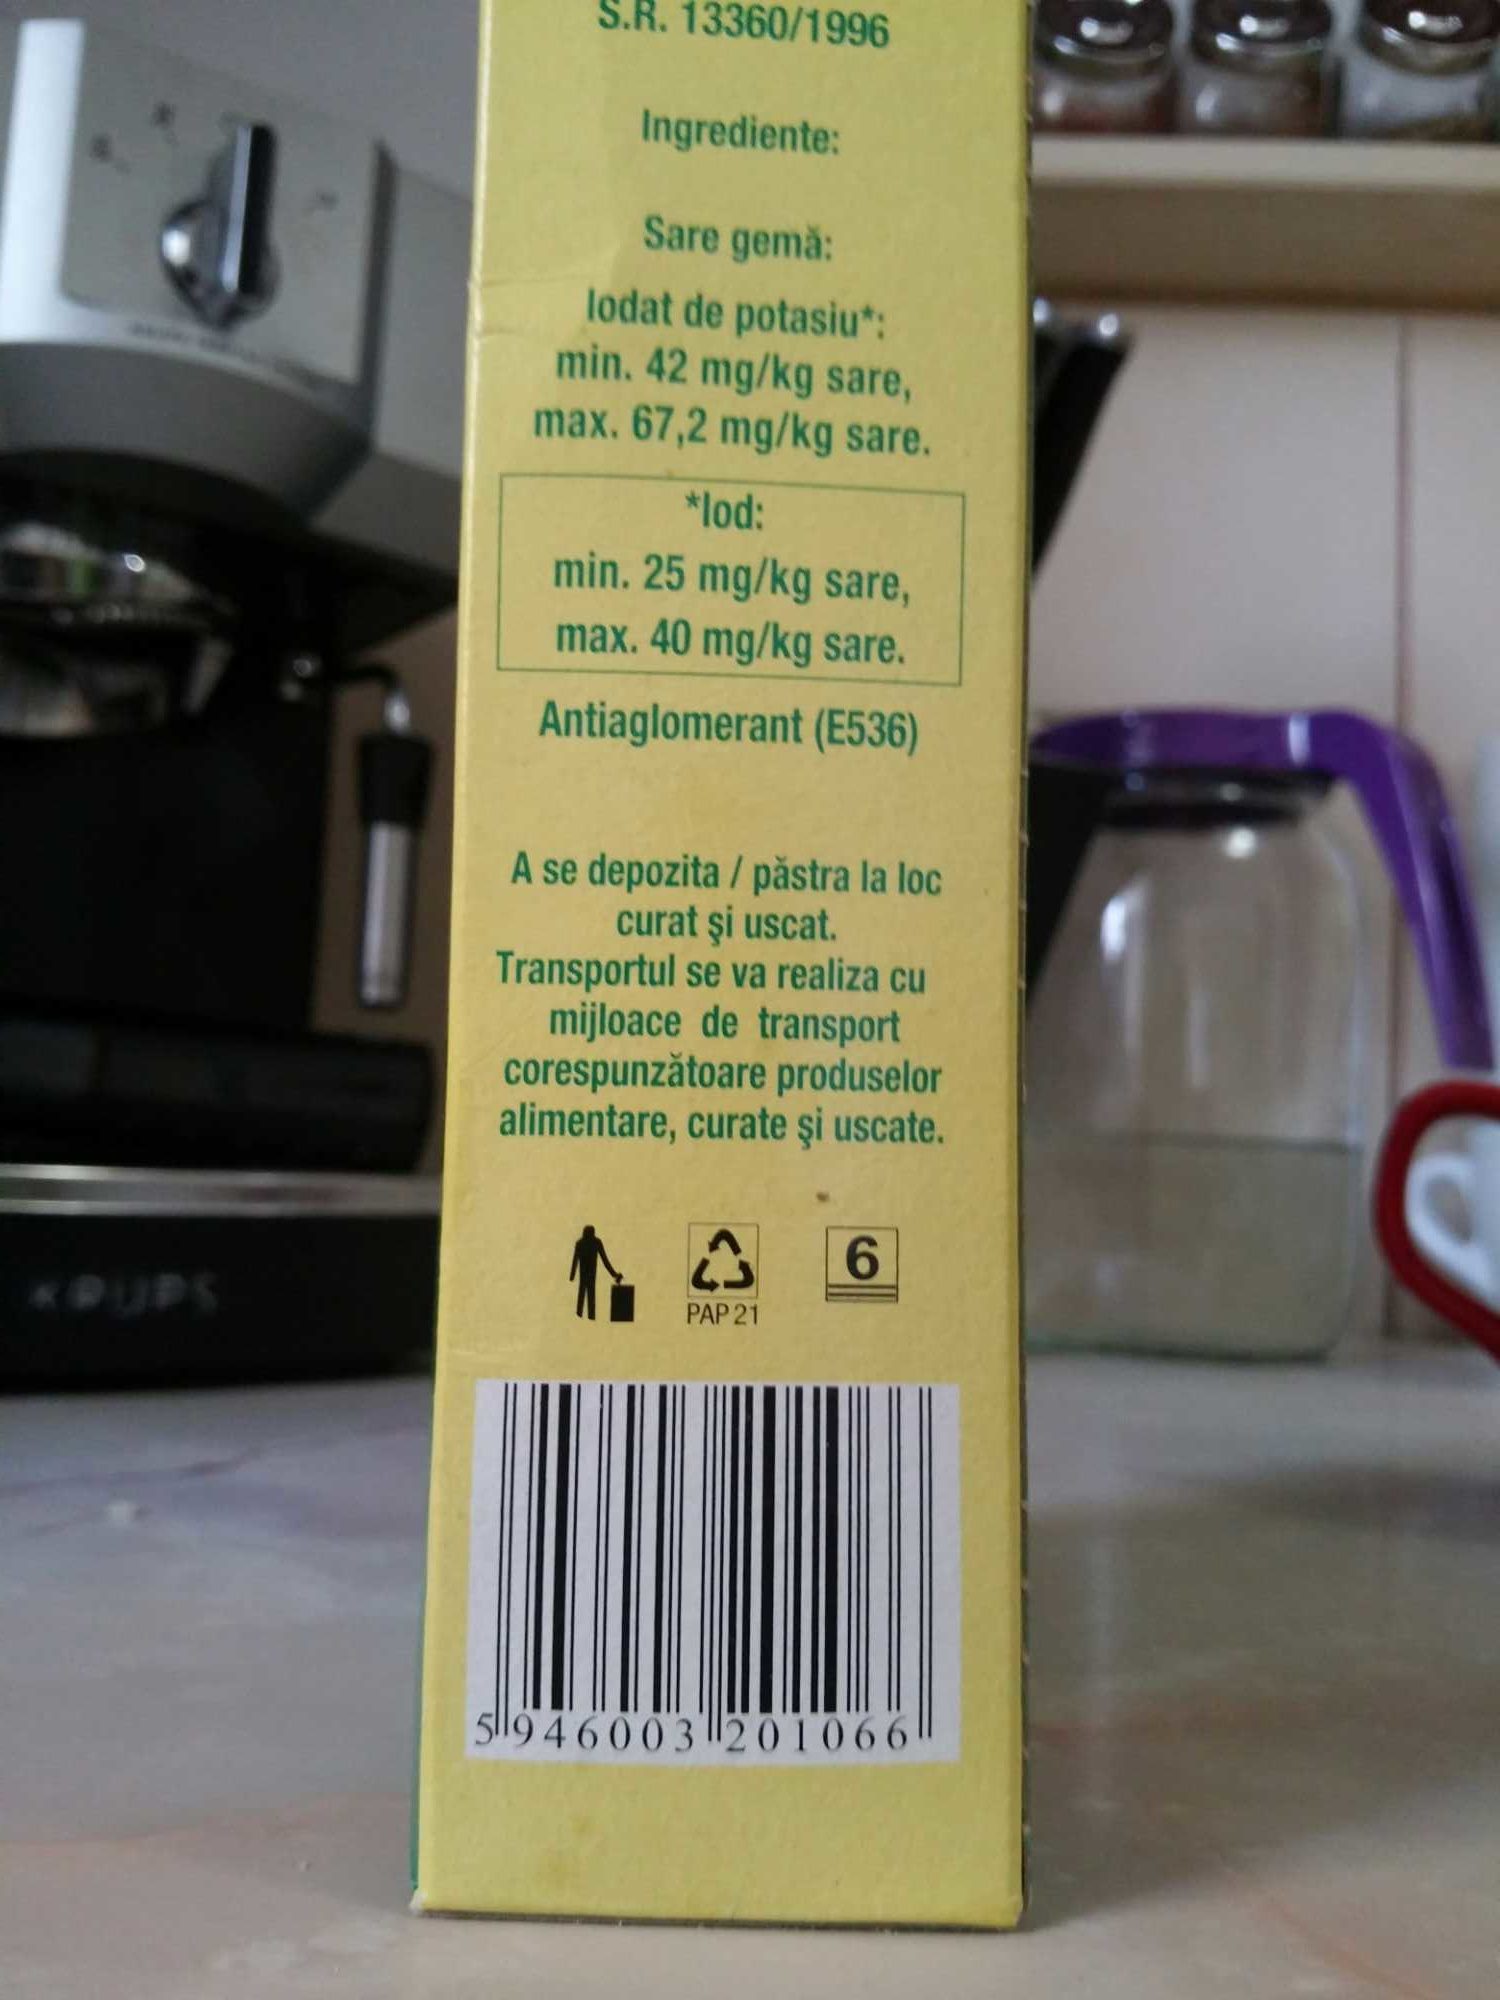 S.R. 13360/1996
Ingrediente:
Sare gemă:
Iodat de potasiu*:
min. 42 mg/kg sare,
max. 67,2 mg/kg sare.
*Iod:
min. 25 mg/kg sare,
max. 40 mg/kg sare.
Antiaglomerant (E536)
A se depozita / păstra la loc
curat şi uscat.
Transportul se va realiza cu
mijloace de transport
corespunzătoare produselor
alimentare, curate şi uscate.
6
PAP 21
5 946003 201066
KRUPS